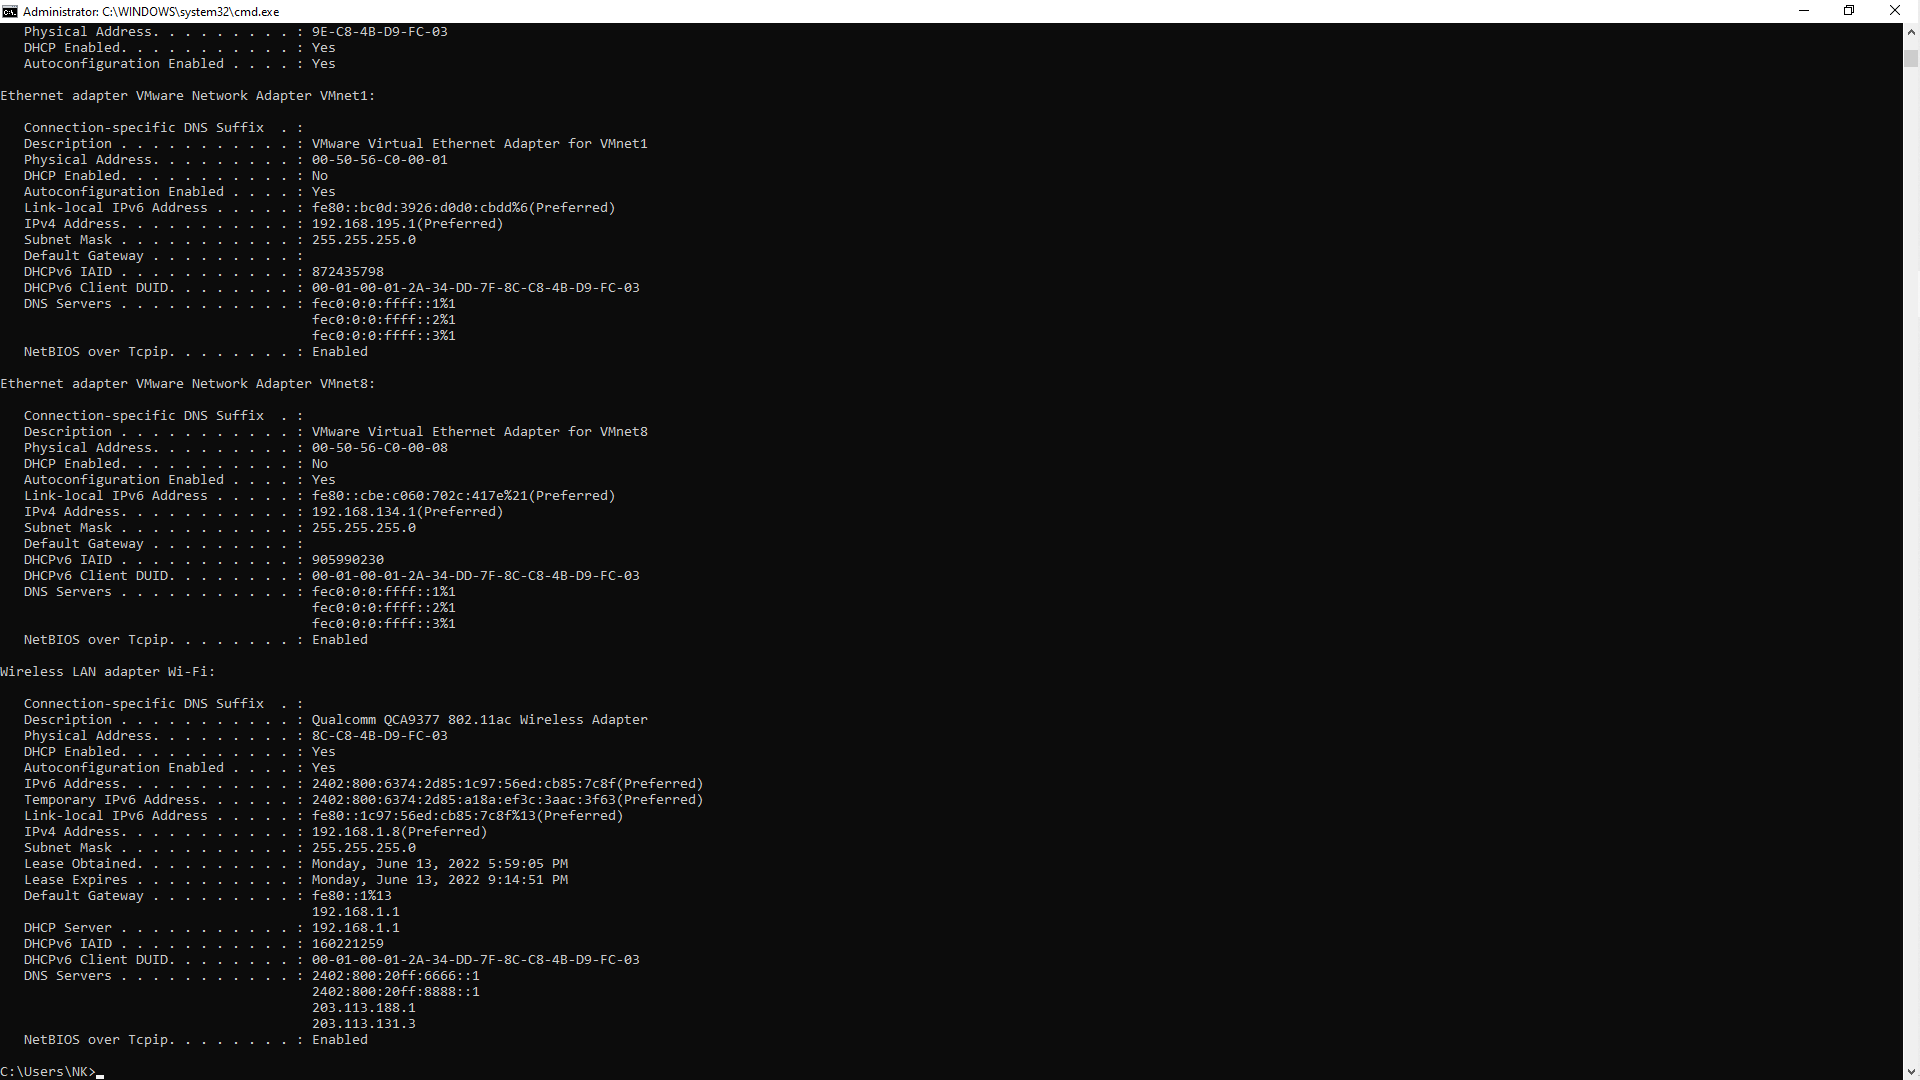 Administrator: C:\WINDOWS\system32\cmd.exe
   Physical Address. . . . . . . . . : 9E-C8-4B-D9-FC-03
   DHCP Enabled. . . . . . . . . . . : Yes
   Autoconfiguration Enabled . . . . : Yes

Ethernet adapter VMware Network Adapter VMnet1:

   Connection-specific DNS Suffix  . :
   Description . . . . . . . . . . . : VMware Virtual Ethernet Adapter for VMnet1
   Physical Address. . . . . . . . . : 00-50-56-C0-00-01
   DHCP Enabled. . . . . . . . . . . : No
   Autoconfiguration Enabled . . . . : Yes
   Link-local IPv6 Address . . . . . : fe80::bc0d:3926:d0d0:cbdd%6(Preferred)
   IPv4 Address. . . . . . . . . . . : 192.168.195.1(Preferred)
   Subnet Mask . . . . . . . . . . . : 255.255.255.0
   Default Gateway . . . . . . . . . :
   DHCPv6 IAID . . . . . . . . . . . : 872435798
   DHCPv6 Client DUID. . . . . . . . : 00-01-00-01-2A-34-DD-7F-8C-C8-4B-D9-FC-03
   DNS Servers . . . . . . . . . . . : fec0:0:0:ffff::1%1
                                       fec0:0:0:ffff::2%1
                                       fec0:0:0:ffff::3%1
   NetBIOS over Tcpip. . . . . . . . : Enabled

Ethernet adapter VMware Network Adapter VMnet8:

   Connection-specific DNS Suffix  . :
   Description . . . . . . . . . . . : VMware Virtual Ethernet Adapter for VMnet8
   Physical Address. . . . . . . . . : 00-50-56-C0-00-08
   DHCP Enabled. . . . . . . . . . . : No
   Autoconfiguration Enabled . . . . : Yes
   Link-local IPv6 Address . . . . . : fe80::cbe:c060:702c:417e%21(Preferred)
   IPv4 Address. . . . . . . . . . . : 192.168.134.1(Preferred)
   Subnet Mask . . . . . . . . . . . : 255.255.255.0
   Default Gateway . . . . . . . . . :
   DHCPv6 IAID . . . . . . . . . . . : 905990230
   DHCPv6 Client DUID. . . . . . . . : 00-01-00-01-2A-34-DD-7F-8C-C8-4B-D9-FC-03
   DNS Servers . . . . . . . . . . . : fec0:0:0:ffff::1%1
                                       fec0:0:0:ffff::2%1
                                       fec0:0:0:ffff::3%1
   NetBIOS over Tcpip. . . . . . . . : Enabled

Wireless LAN adapter Wi-Fi:

   Connection-specific DNS Suffix  . :
   Description . . . . . . . . . . . : Qualcomm QCA9377 802.11ac Wireless Adapter
   Physical Address. . . . . . . . . : 8C-C8-4B-D9-FC-03
   DHCP Enabled. . . . . . . . . . . : Yes
   Autoconfiguration Enabled . . . . : Yes
   IPv6 Address. . . . . . . . . . . : 2402:800:6374:2d85:1c97:56ed:cb85:7c8f(Preferred)
   Temporary IPv6 Address. . . . . . : 2402:800:6374:2d85:a18a:ef3c:3aac:3f63(Preferred)
   Link-local IPv6 Address . . . . . : fe80::1c97:56ed:cb85:7c8f%13(Preferred)
   IPv4 Address. . . . . . . . . . . : 192.168.1.8(Preferred)
   Subnet Mask . . . . . . . . . . . : 255.255.255.0
   Lease Obtained. . . . . . . . . . : Monday, June 13, 2022 5:59:05 PM
   Lease Expires . . . . . . . . . . : Monday, June 13, 2022 9:14:51 PM
   Default Gateway . . . . . . . . . : fe80::1%13
                                       192.168.1.1
   DHCP Server . . . . . . . . . . . : 192.168.1.1
   DHCPv6 IAID . . . . . . . . . . . : 160221259
   DHCPv6 Client DUID. . . . . . . . : 00-01-00-01-2A-34-DD-7F-8C-C8-4B-D9-FC-03
   DNS Servers . . . . . . . . . . . : 2402:800:20ff:6666::1
                                       2402:800:20ff:8888::1
                                       203.113.188.1
                                       203.113.131.3
   NetBIOS over Tcpip. . . . . . . . : Enabled

C:\Users\NK>